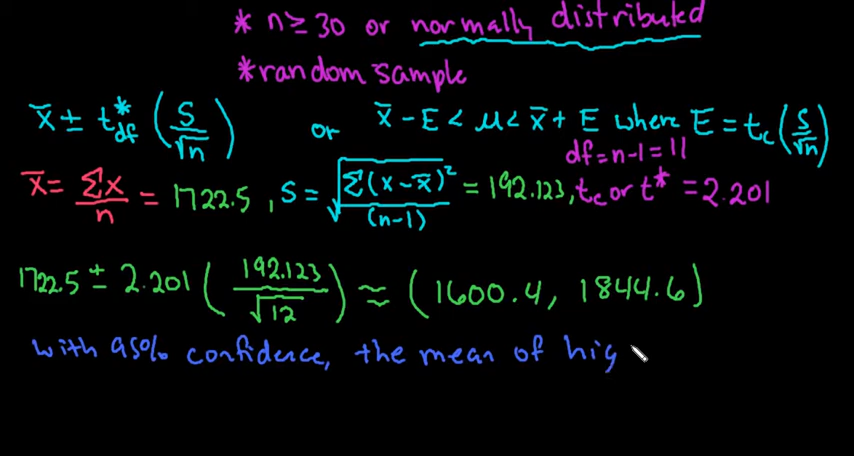 * n ≥ 30 or normally distributed
* random sample
x̄ ± t*df (S/√n) or x̄ - E < μ < x̄ + E where E = tc (S/√n)
df = n-1 = 11
x̄ = Σx/n = 1722.5, S = √(Σ(x-x̄)²/(n-1)) = 192.123, tc or t* = 2.201
1722.5 ± 2.201 (192.123/√12) ≈ (1600.4, 1844.6)
with 95% confidence, the mean of hig